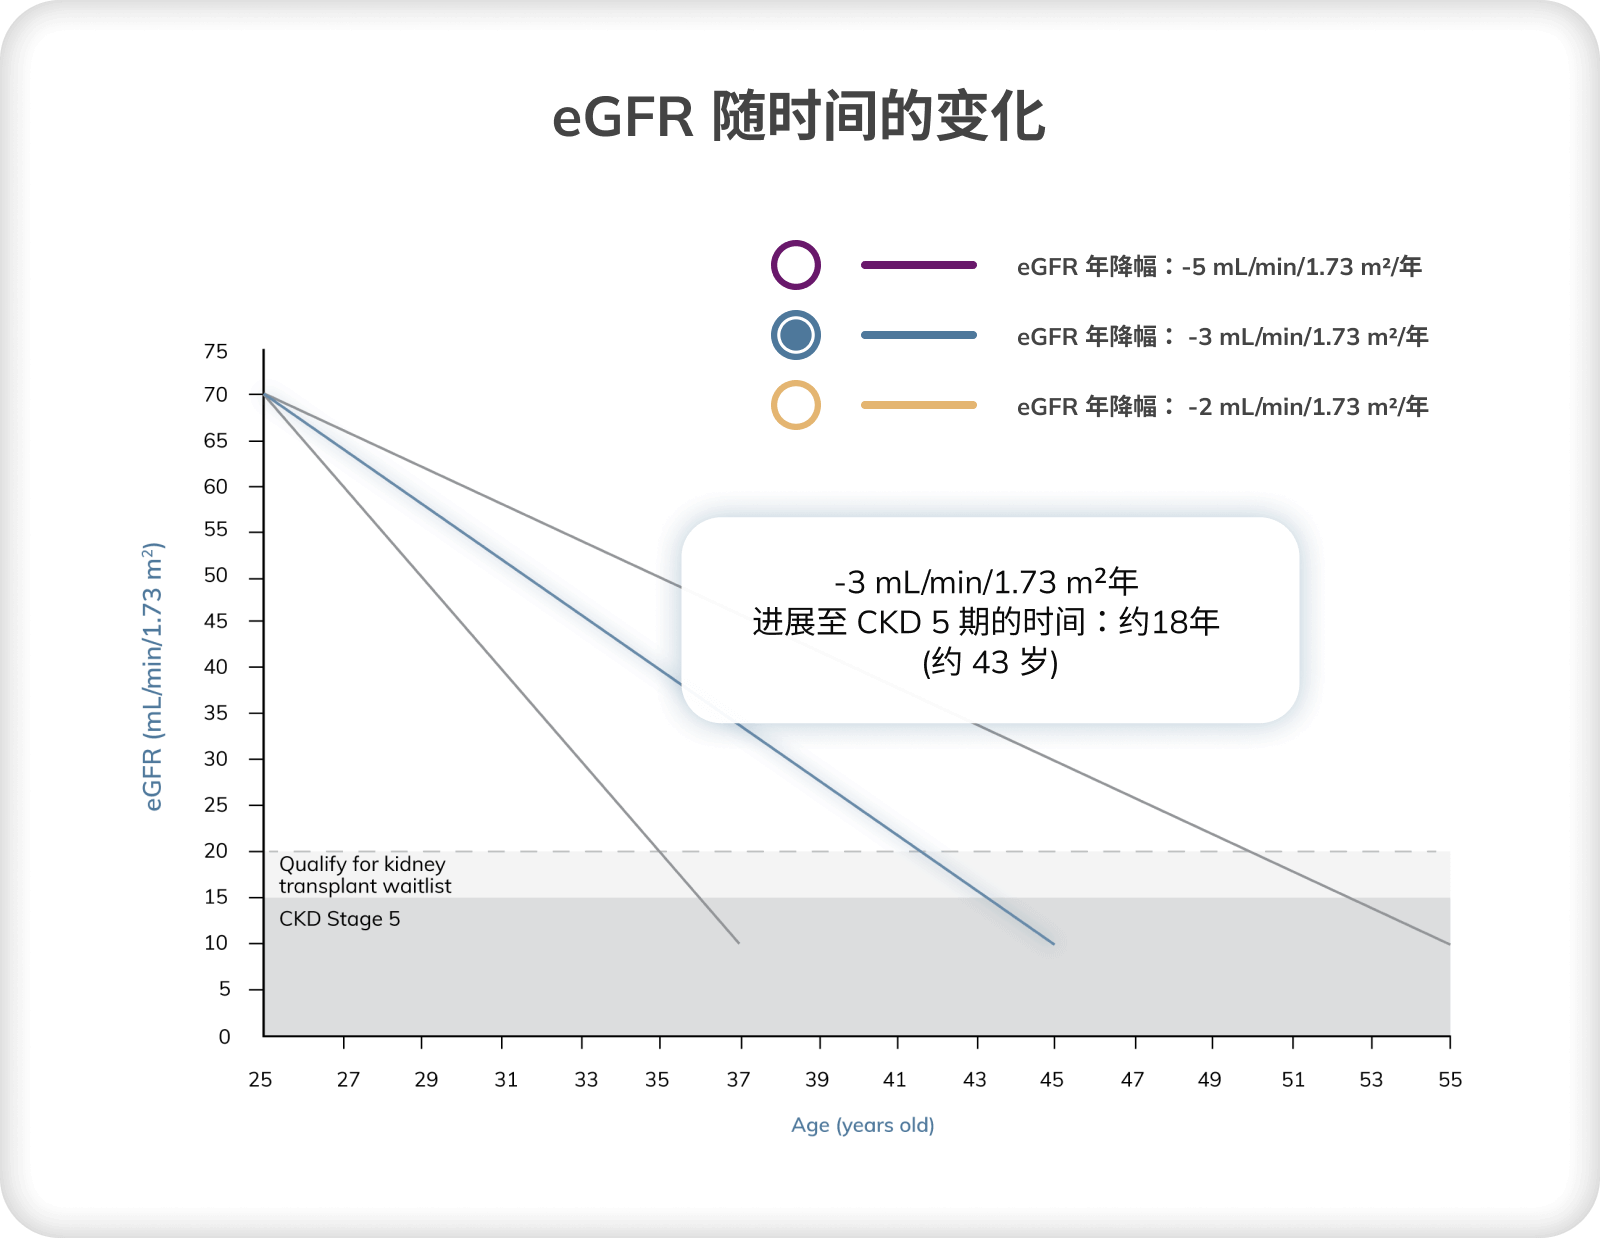 eGFR 随时间的变化
eGFR 年降幅：-5 mL/min/1.73 m²/年
eGFR 年降幅： -3 mL/min/1.73 m²/年
eGFR 年降幅： -2 mL/min/1.73 m²/年
-3 mL/min/1.73 m²年
进展至 CKD 5 期的时间：约18年
(约 43 岁)
eGFR (mL/min/1.73 m²)
75
70
65
60
55
50
45
40
35
30
25
20
15
10
5
0
Qualify for kidney
transplant waitlist
CKD Stage 5
25 27 29 31 33 35 37 39 41 43 45 47 49 51 53 55
Age (years old)